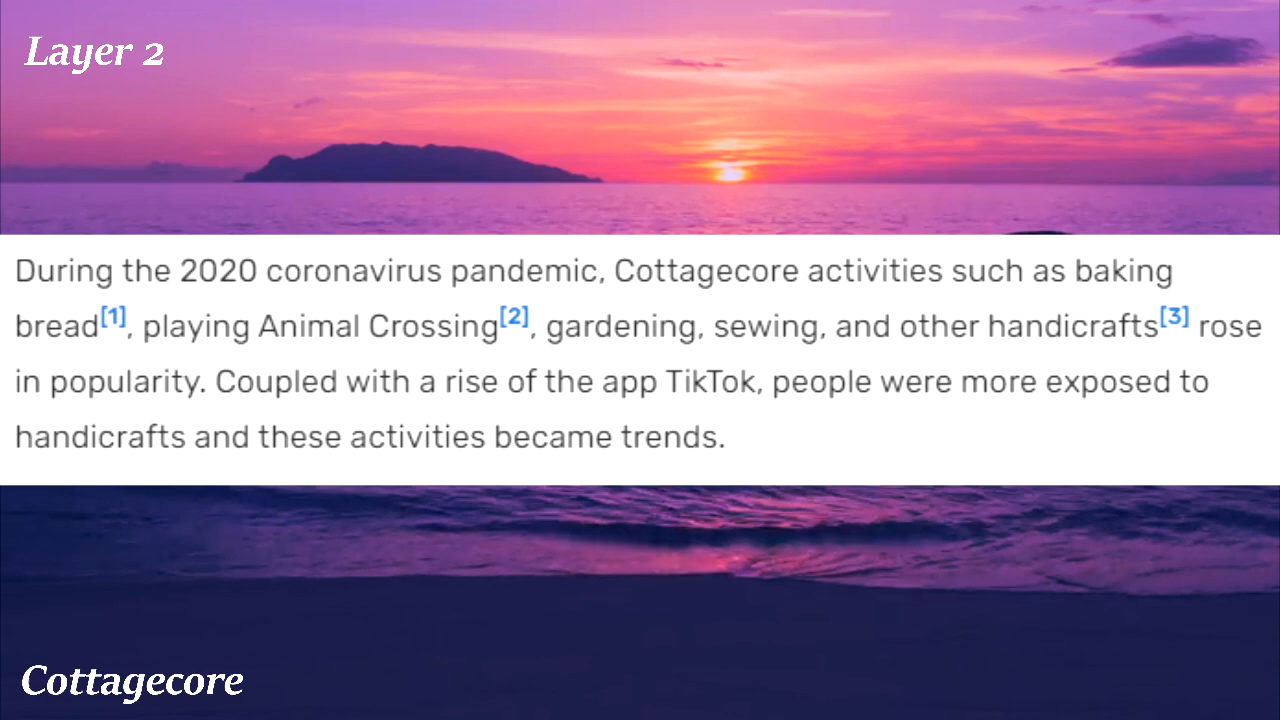 Layer 2
During the 2020 coronavirus pandemic, Cottagecore activities such as baking
bread[1], playing Animal Crossing[2], gardening, sewing, and other handicrafts[3] rose
in popularity. Coupled with a rise of the app TikTok, people were more exposed to
handicrafts and these activities became trends.
Cottagecore